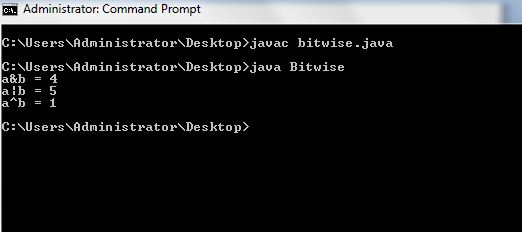 Administrator: Command Prompt
C:\Users\Administrator\Desktop>javac bitwise.java
C:\Users\Administrator\Desktop>java Bitwise
a&b = 4
a|b = 5
a^b = 1
C:\Users\Administrator\Desktop>